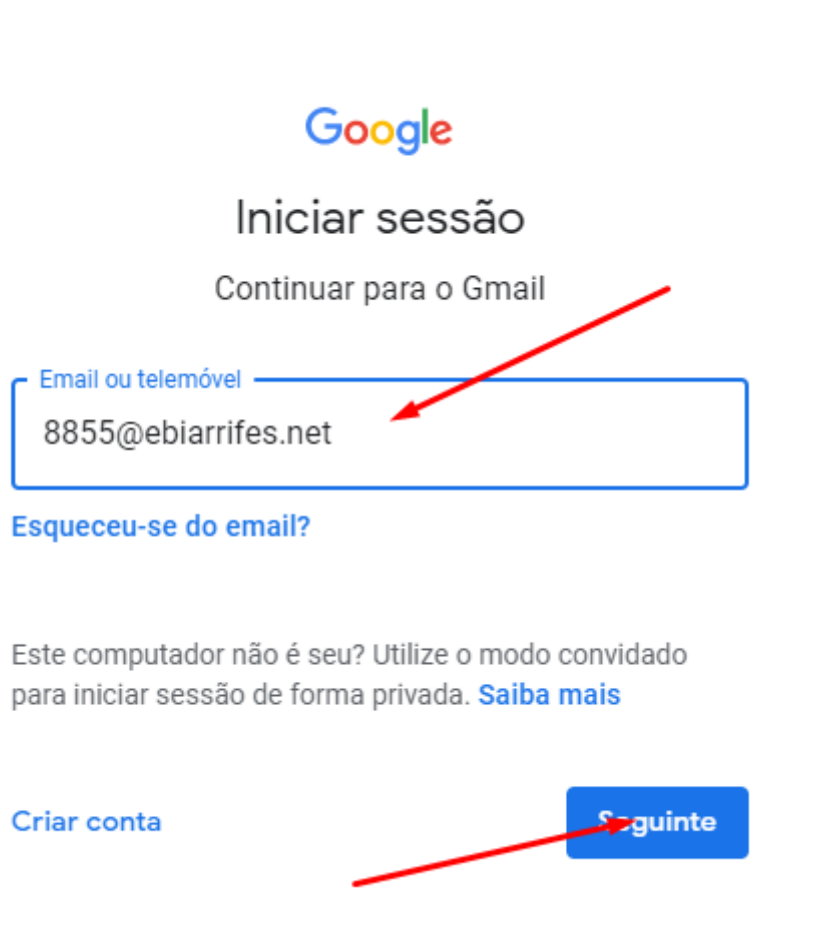 Google
Iniciar sessão
Continuar para o Gmail
Email ou telemóvel
8855@ebiarrifes.net
Esqueceu-se do email?
Este computador não é seu? Utilize o modo convidado
para iniciar sessão de forma privada. Saiba mais
Criar conta
Seguinte